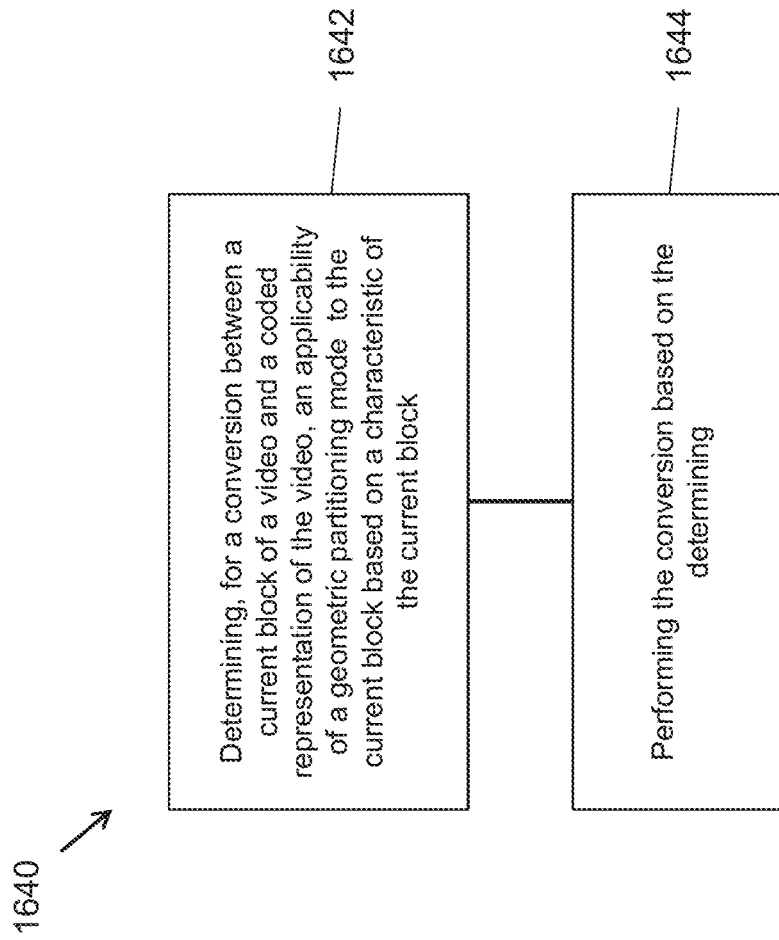 1640
Determining, for a conversion between a
current block of a video and a coded
representation of the video, an applicability
of a geometric partitioning mode to the
current block based on a characteristic of
the current block
1642
Performing the conversion based on the
determining
1644